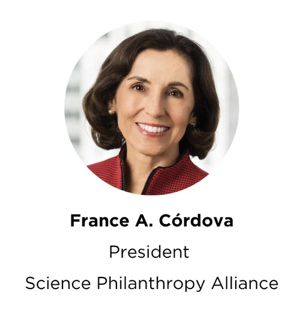 France A. Córdova
President
Science Philanthropy Alliance